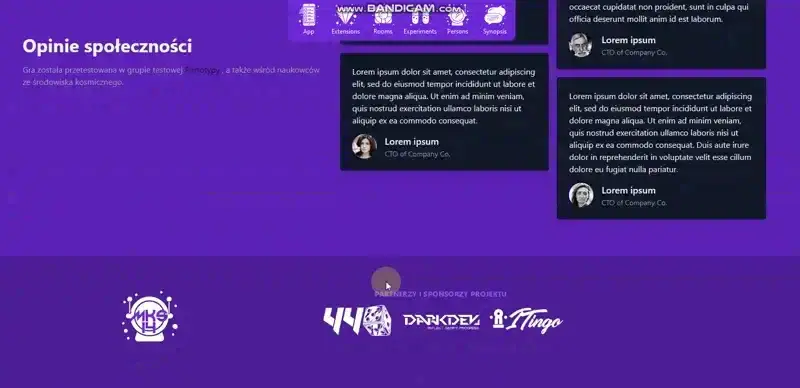 www.BANDICAM.com
App
Extensions
Rooms
Experiments
Persons
Synopsis
Opinie społeczności
Gra została przetestowana w grupie testowej , a także wśród naukowców
ze środowiska kosmicznego.
Lorem ipsum dolor sit amet, consectetur adipiscing
elit, sed do eiusmod tempor incididunt ut labore et
dolore magna aliqua. Ut enim ad minim veniam,
quis nostrud exercitation ullamco laboris nisi ut
aliquip ex ea commodo consequat.
Lorem ipsum
CTO of Company Co.
occaecat cupidatat non proident, sunt in culpa qui
officia deserunt mollit anim id est laborum.
Lorem ipsum
CTO of Company Co.
Lorem ipsum dolor sit amet, consectetur adipiscing
elit, sed do eiusmod tempor incididunt ut labore et
dolore magna aliqua. Ut enim ad minim veniam,
quis nostrud exercitation ullamco laboris nisi ut
aliquip ex ea commodo consequat. Duis aute irure
dolor in reprehenderit in voluptate velit esse cillum
dolore eu fugiat nulla pariatur.
Lorem ipsum
CTO of Company Co.
PARTNERZY I SPONSORZY PROJEKTU
MKS
14
DARKDEV
ITingo